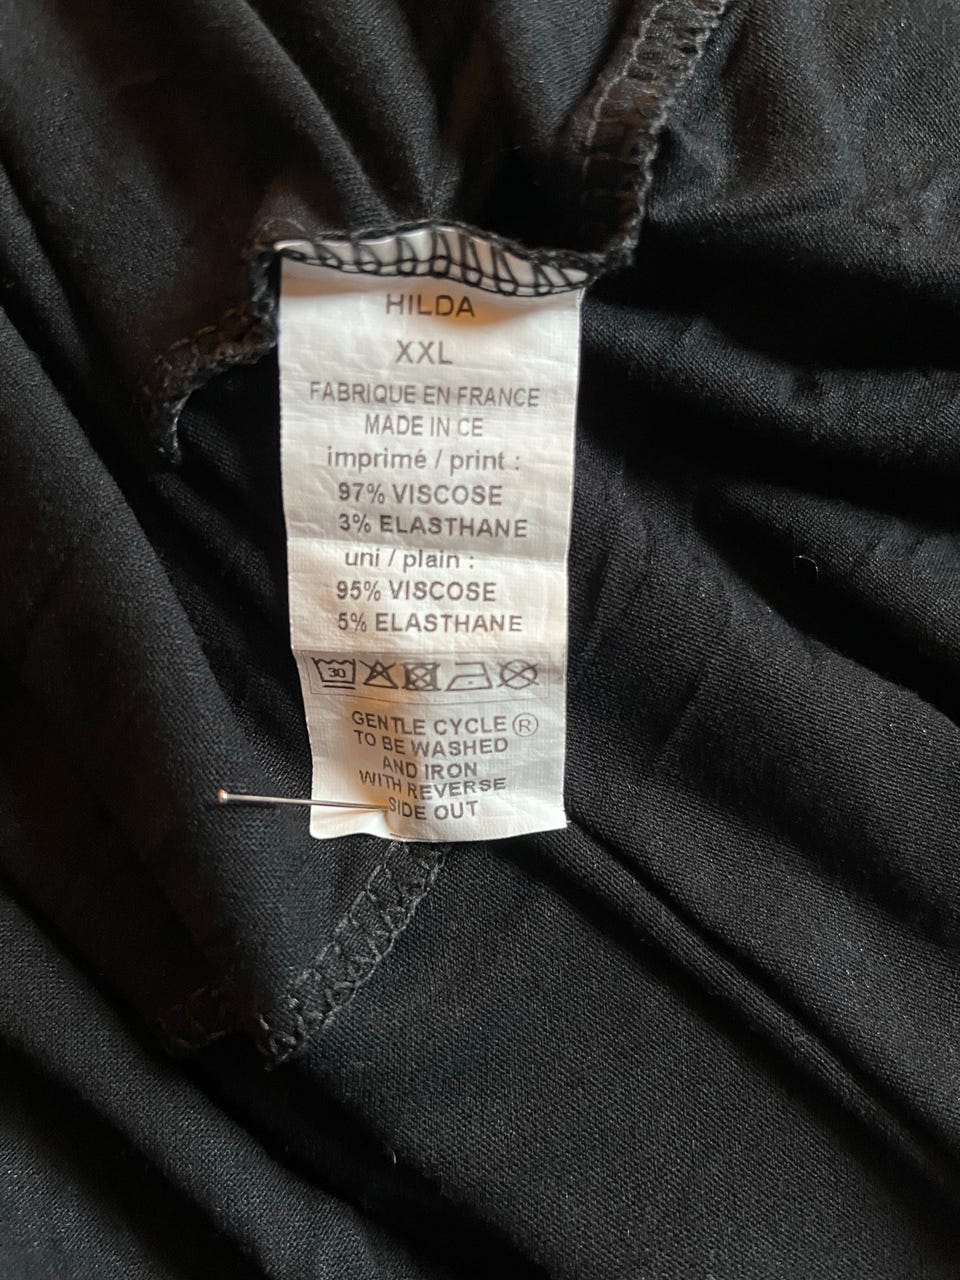 HILDA
XXL
FABRIQUE EN FRANCE
MADE IN CE
imprimé / print :
97% VISCOSE
3% ELASTHANE
uni / plain :
95% VISCOSE
5% ELASTHANE
30
GENTLE CYCLE ®
TO BE WASHED
AND IRON
WITH REVERSE
SIDE OUT